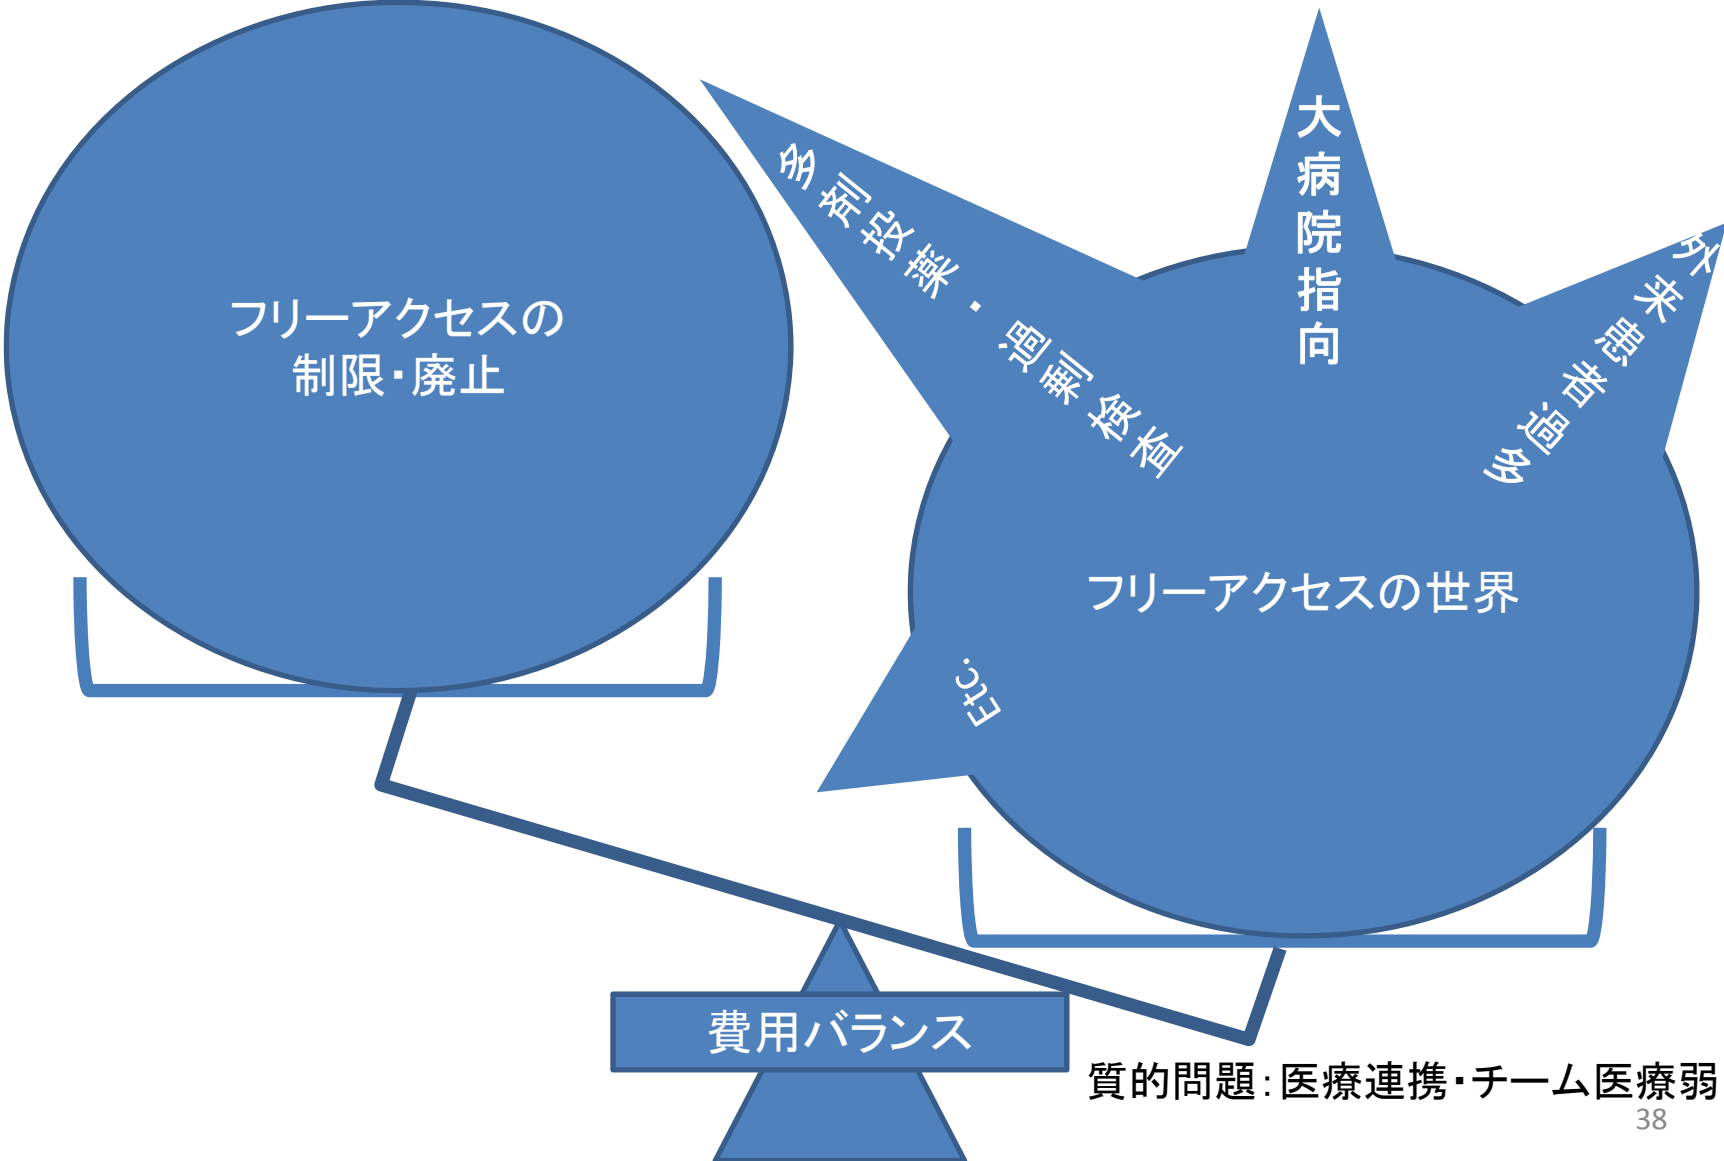 フリーアクセスの
制限・廃止
多剤投薬・過剰検査
大病院指向
外来患者過多
フリーアクセスの世界
Etc.
費用バランス
質的問題：医療連携・チーム医療弱
38